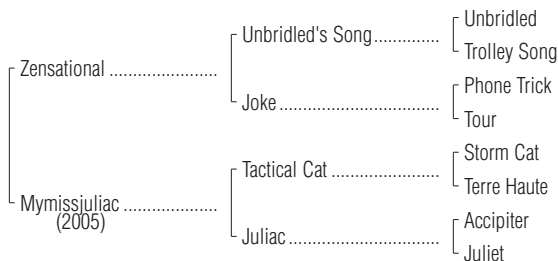 Unbridled
Unbridled's Song..............
Trolley Song
Zensational .......................
Phone Trick
Joke ..................................
Tour
Storm Cat
Tactical Cat .......................
Terre Haute
Mymissjuliac ....................
(2005)
Accipiter
Juliac ................................
Juliet